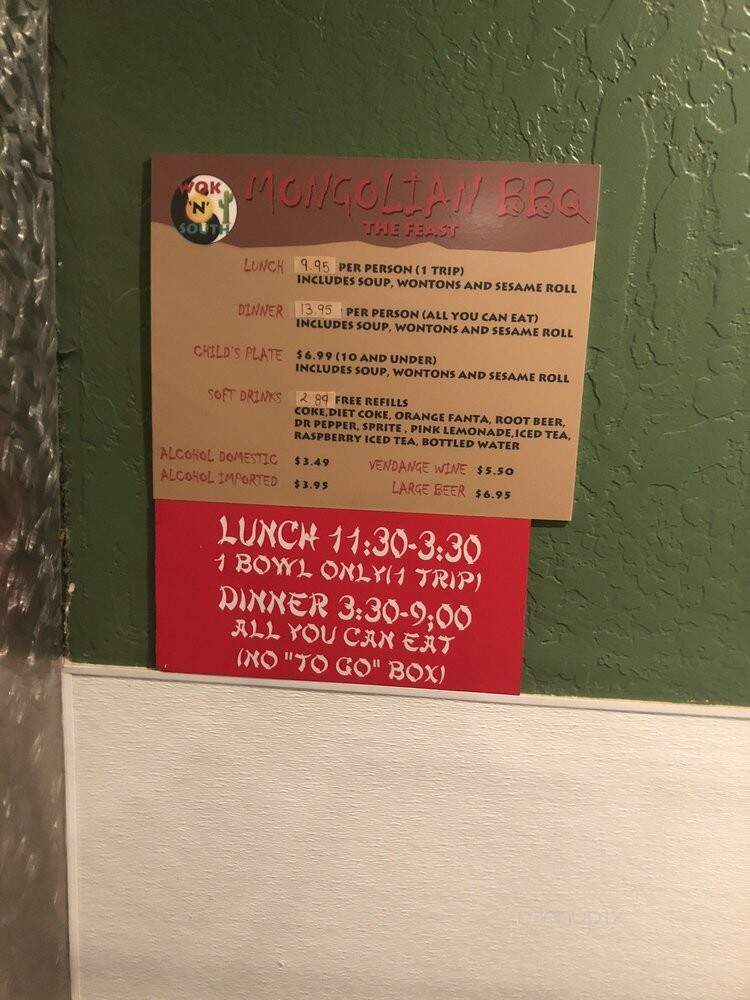 WOK
'N'
SOUTH
MONGOLIAN BBQ
THE FEAST
LUNCH 9.95 PER PERSON (1 TRIP)
INCLUDES SOUP, WONTONS AND SESAME ROLL
DINNER 13.95 PER PERSON (ALL YOU CAN EAT)
INCLUDES SOUP, WONTONS AND SESAME ROLL
CHILD'S PLATE $6.99 (10 AND UNDER)
INCLUDES SOUP, WONTONS AND SESAME ROLL
SOFT DRINKS 2.89 FREE REFILLS
COKE, DIET COKE, ORANGE FANTA, ROOT BEER,
DR PEPPER, SPRITE , PINK LEMONADE, ICED TEA,
RASPBERRY ICED TEA, BOTTLED WATER
ALCOHOL DOMESTIC $3.49 VENDANGE WINE $5.50
ALCOHOL IMPORTED $3.95 LARGE BEER $6.95
LUNCH 11:30-3:30
1 BOWL ONLY(1 TRIP)
DINNER 3:30-9;00
ALL YOU CAN EAT
(NO "TO GO" BOX)